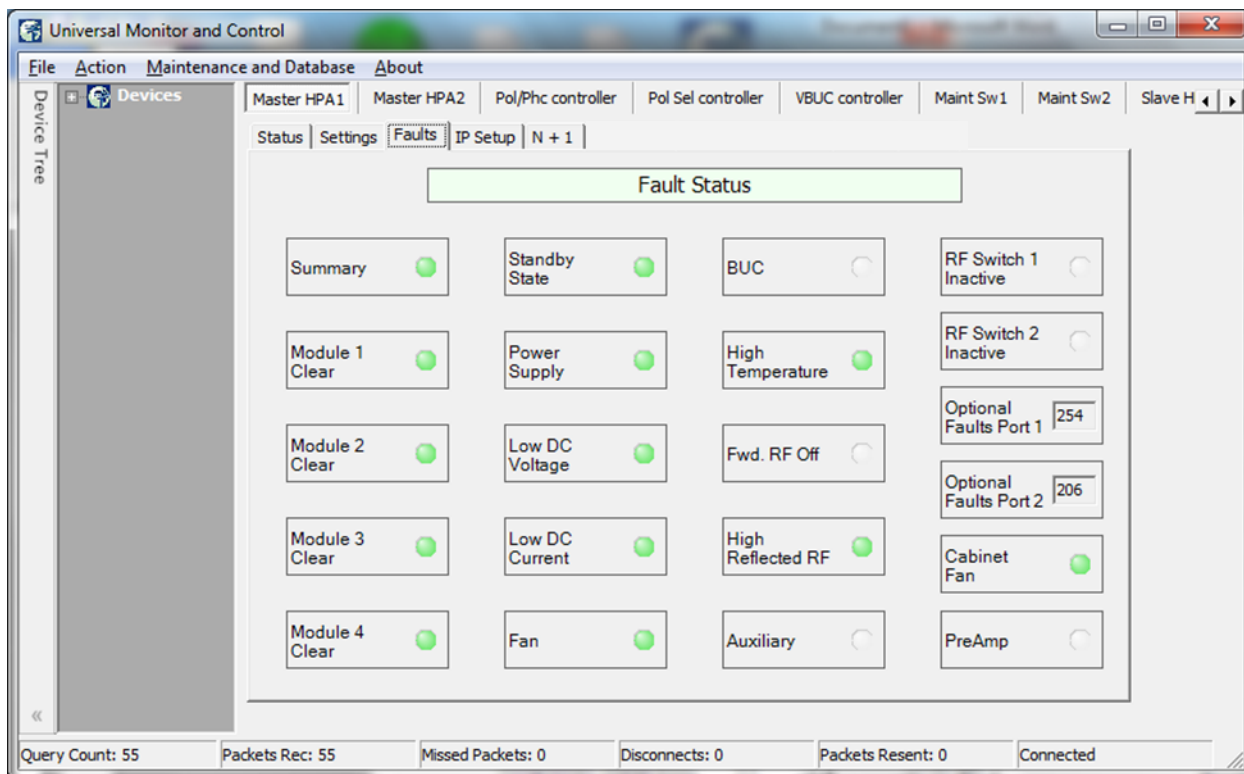 Universal Monitor and Control
File Action Maintenance and Database About
Device Tree
Devices
Master HPA1 Master HPA2 Pol/Phc controller Pol Sel controller VBUC controller Maint Sw1 Maint Sw2 Slave H
Status Settings Faults IP Setup N + 1
Fault Status
Summary
Module 1
Clear
Module 2
Clear
Module 3
Clear
Module 4
Clear
Standby
State
Power
Supply
Low DC
Voltage
Low DC
Current
Fan
BUC
High
Temperature
Fwd. RF Off
High
Reflected RF
Auxiliary
RF Switch 1
Inactive
RF Switch 2
Inactive
Optional
Faults Port 1 254
Optional
Faults Port 2 206
Cabinet
Fan
PreAmp
Query Count: 55 Packets Rec: 55 Missed Packets: 0 Disconnects: 0 Packets Resent: 0 Connected